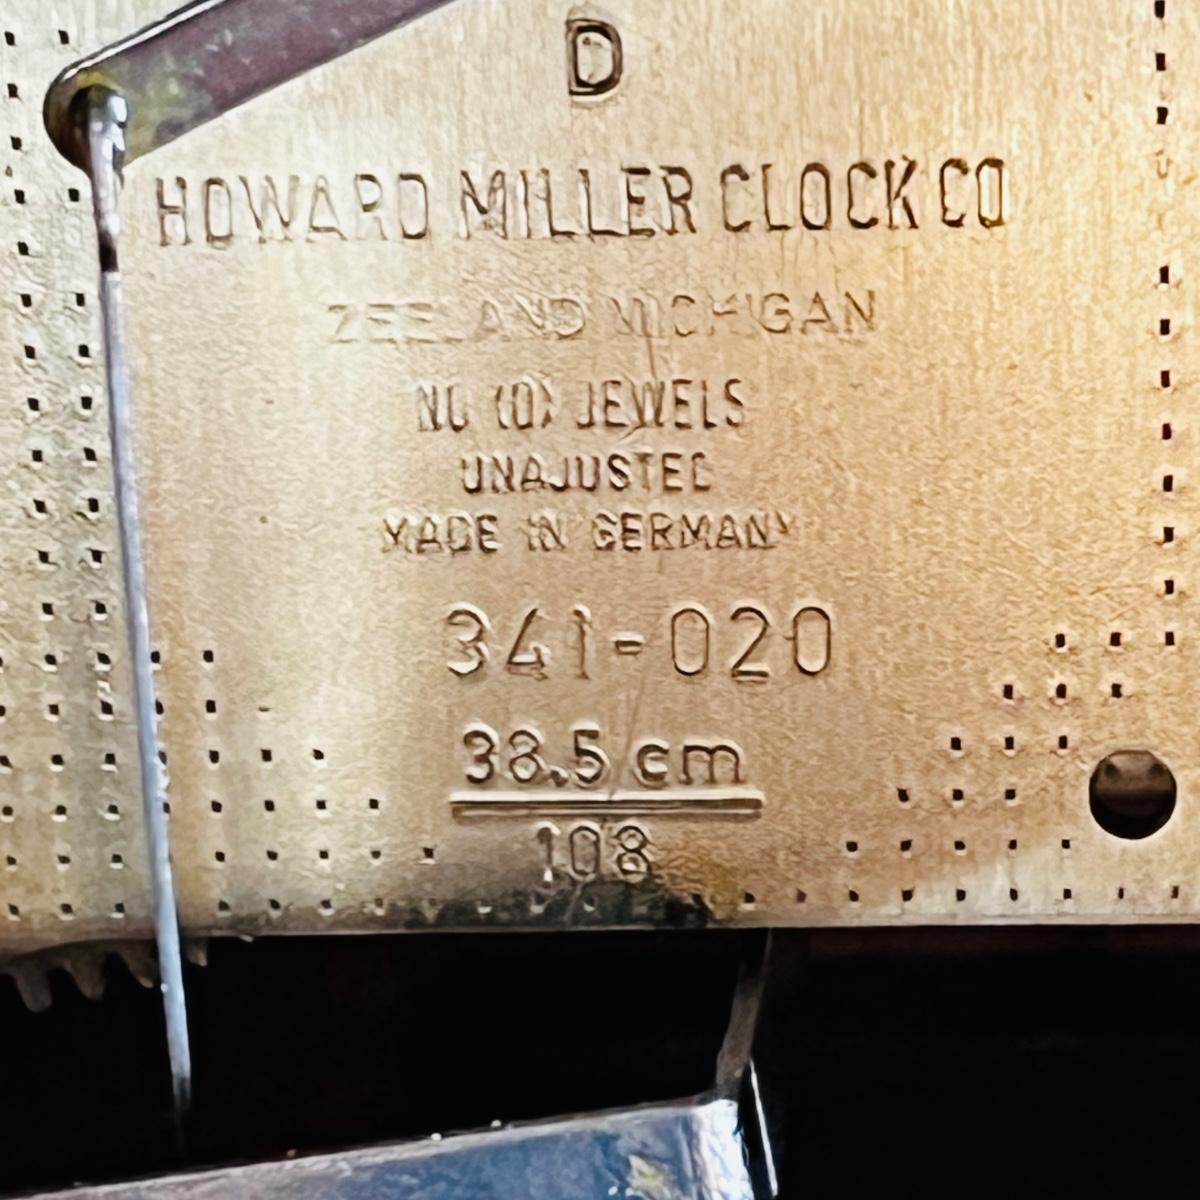 D
HOWARD MILLER CLOCK CO
ZEELAND MICHIGAN
NO (0) JEWELS
UNAJUSTED
MADE IN GERMANY
341-020
38.5 cm
108